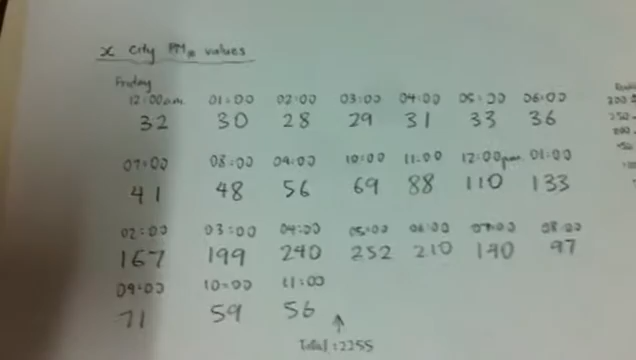 x city PM₁₀ values
Friday
12:00am 01:00 02:00 03:00 04:00 05:00 06:00
32 30 28 29 31 33 36
07:00 08:00 09:00 10:00 11:00 12:00pm 01:00
41 48 56 69 88 110 133
02:00 03:00 04:00 05:00 06:00 07:00 08:00
167 199 240 252 210 140 97
09:00 10:00 11:00
71 59 56
Total: 2255